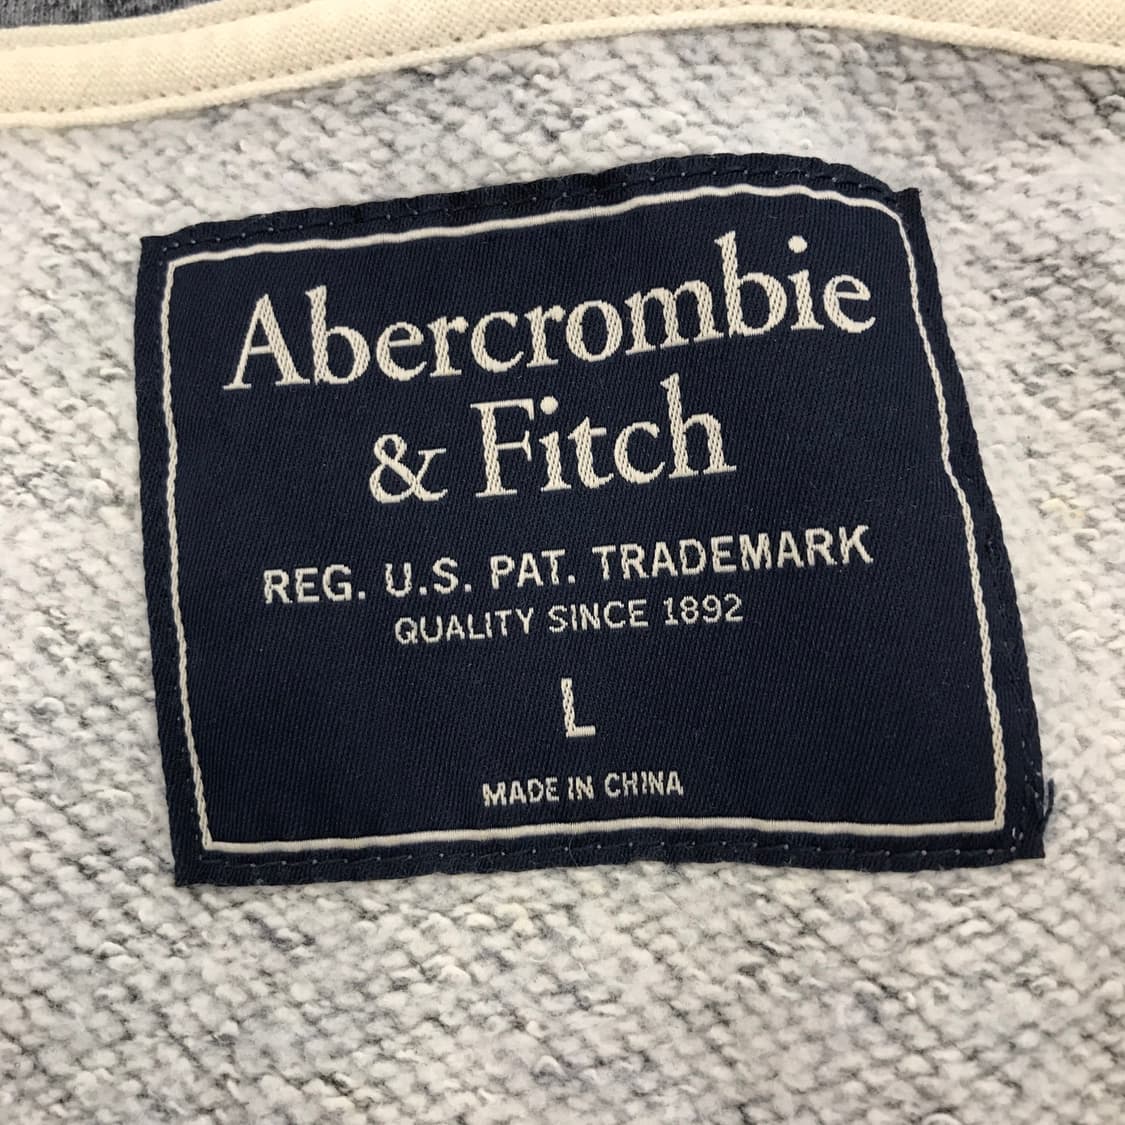 Abercrombie
& Fitch
REG. U.S. PAT. TRADEMARK
QUALITY SINCE 1892
L
MADE IN CHINA